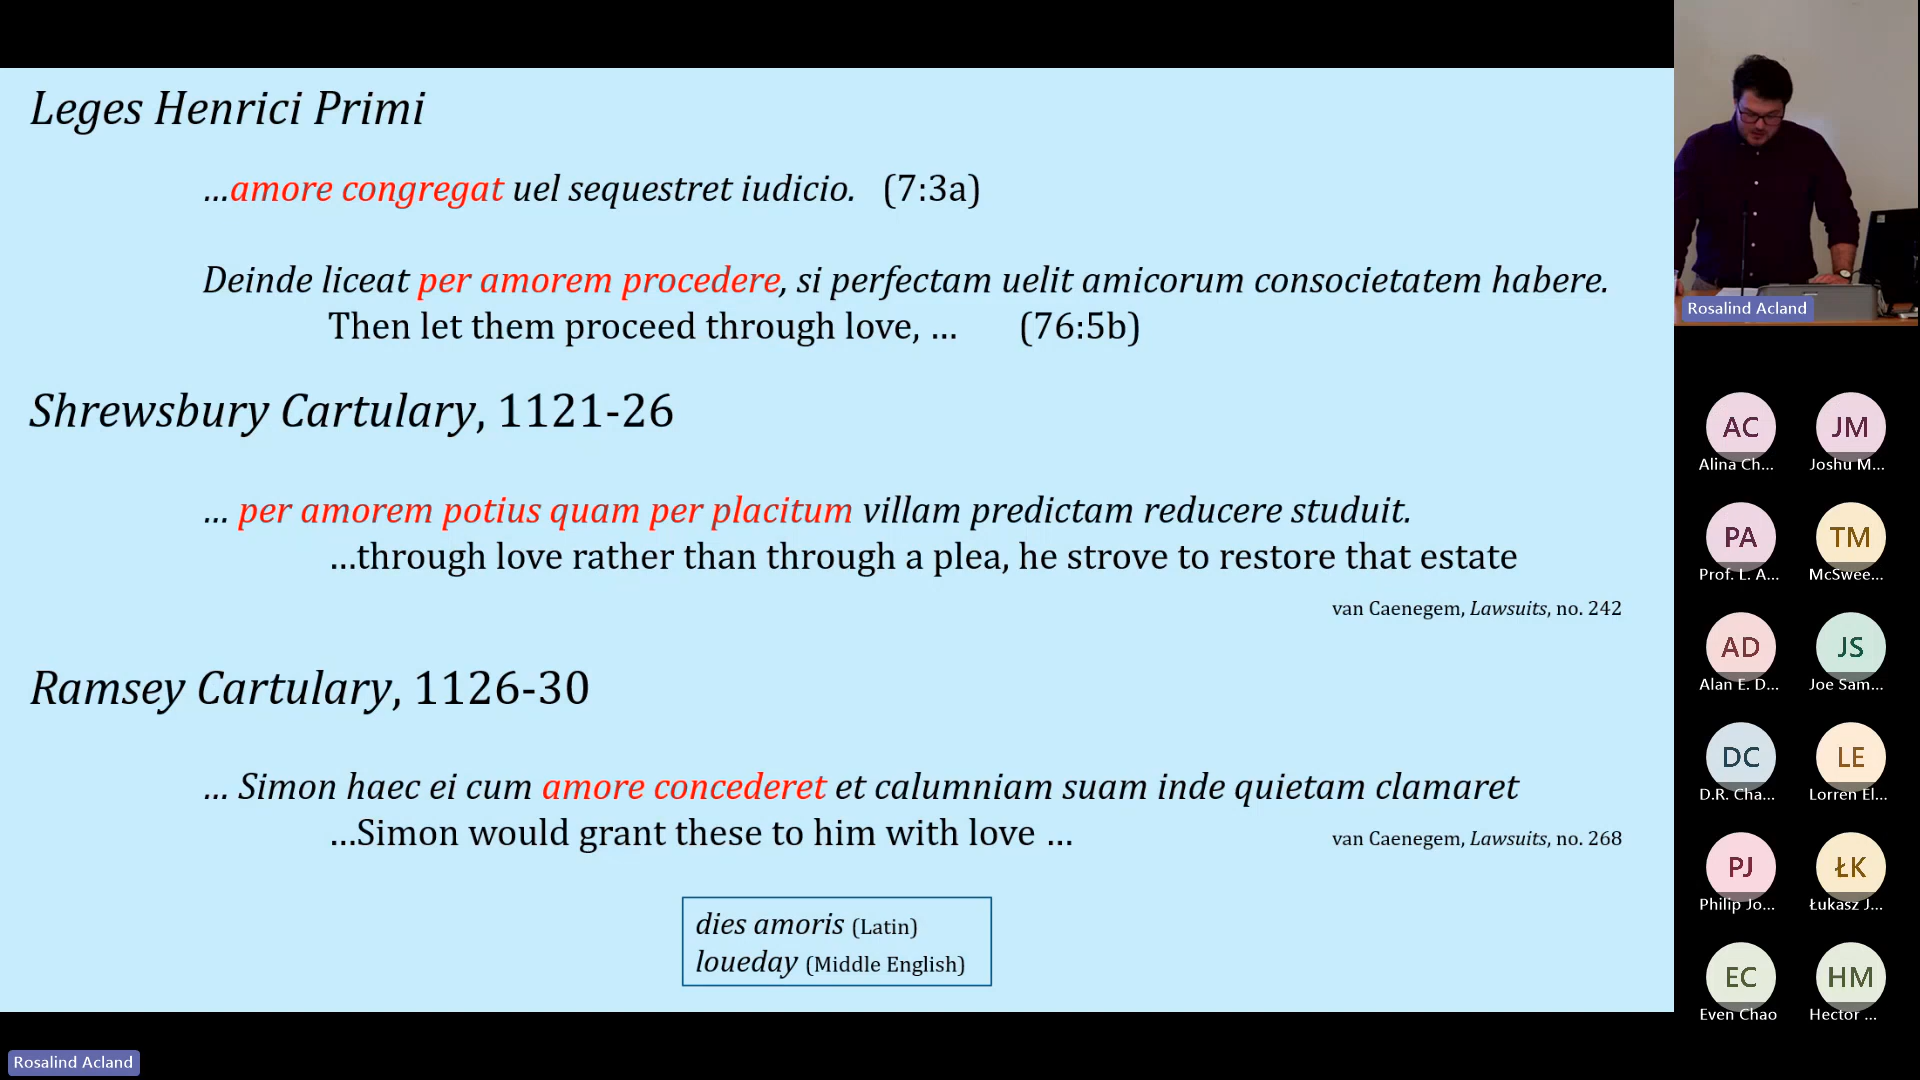 Leges Henrici Primi
...amore congregat uel sequestret iudicio. (7:3a)
Deinde liceat per amorem procedere, si perfectam uelit amicorum consocietatem habere.
Then let them proceed through love, ... (76:5b)
Shrewsbury Cartulary, 1121-26
... per amorem potius quam per placitum villam predictam reducere studuit.
...through love rather than through a plea, he strove to restore that estate
van Caenegem, Lawsuits, no. 242
Ramsey Cartulary, 1126-30
... Simon haec ei cum amore concederet et calumniam suam inde quietam clamaret
...Simon would grant these to him with love ...
van Caenegem, Lawsuits, no. 268
dies amoris (Latin)
loueday (Middle English)
Rosalind Acland
Rosalind Acland
AC
Alina Ch...
JM
Joshu M...
PA
Prof. L. A...
TM
McSwee...
AD
Alan E. D...
JS
Joe Sam...
DC
D.R. Cha...
LE
Lorren El...
PJ
Philip Jo...
ŁK
Łukasz J...
EC
Even Chao
HM
Hector ...